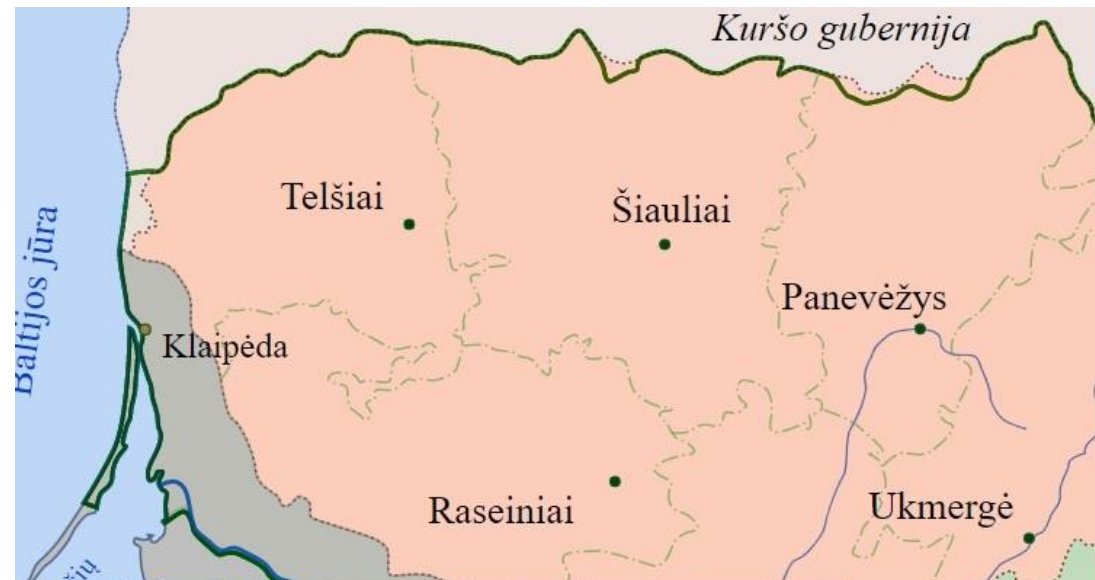 Kuršo gubernija
Telšiai
Šiauliai
Baltijos jūra
Panevėžys
Klaipėda
Raseiniai
Ukmergė